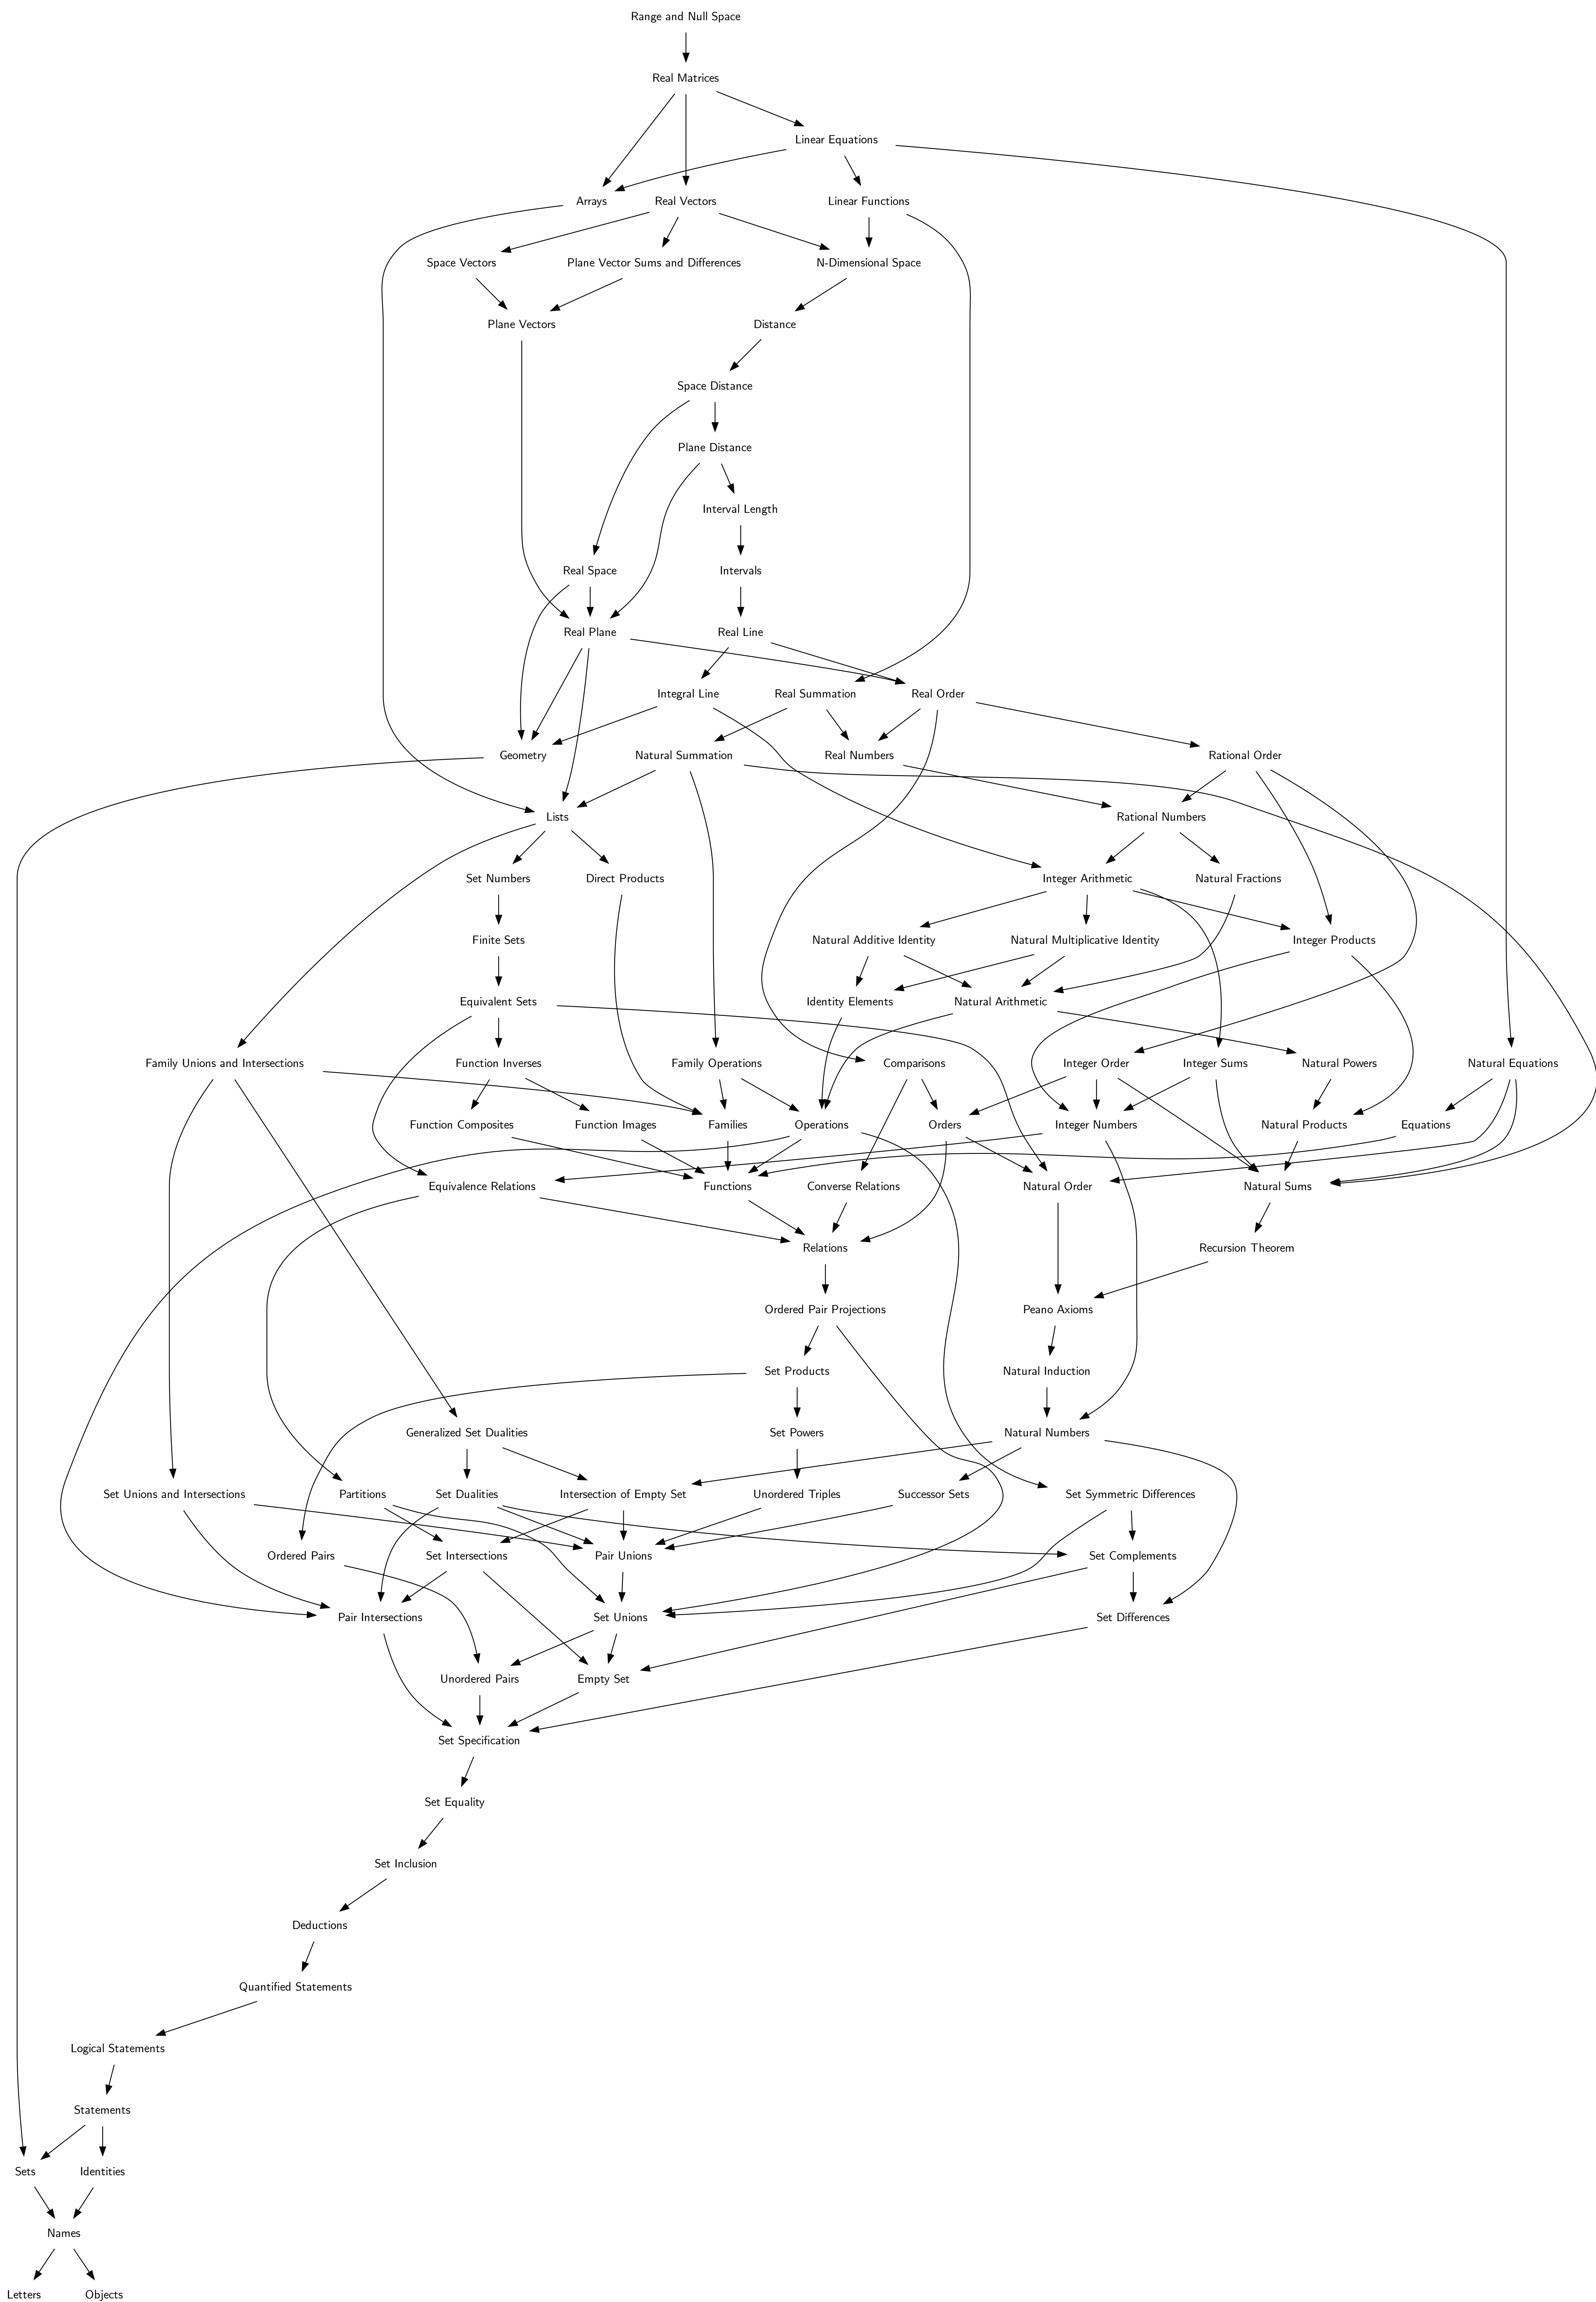 Range and Null Space
Real Matrices
Linear Equations
Arrays
Real Vectors
Linear Functions
Space Vectors
Plane Vector Sums and Differences
N-Dimensional Space
Plane Vectors
Distance
Space Distance
Plane Distance
Interval Length
Real Space
Intervals
Real Plane
Real Line
Integral Line
Real Summation
Real Order
Geometry
Natural Summation
Real Numbers
Rational Order
Lists
Rational Numbers
Set Numbers
Direct Products
Integer Arithmetic
Natural Fractions
Finite Sets
Natural Additive Identity
Natural Multiplicative Identity
Integer Products
Equivalent Sets
Identity Elements
Natural Arithmetic
Family Unions and Intersections
Function Inverses
Family Operations
Comparisons
Integer Order
Integer Sums
Natural Powers
Natural Equations
Function Composites
Function Images
Families
Operations
Orders
Integer Numbers
Natural Products
Equations
Equivalence Relations
Functions
Converse Relations
Natural Order
Natural Sums
Relations
Recursion Theorem
Ordered Pair Projections
Peano Axioms
Set Products
Natural Induction
Generalized Set Dualities
Set Powers
Natural Numbers
Set Unions and Intersections
Partitions
Set Dualities
Intersection of Empty Set
Unordered Triples
Successor Sets
Set Symmetric Differences
Ordered Pairs
Set Intersections
Pair Unions
Set Complements
Pair Intersections
Set Unions
Set Differences
Unordered Pairs
Empty Set
Set Specification
Set Equality
Set Inclusion
Deductions
Quantified Statements
Logical Statements
Statements
Sets
Identities
Names
Letters
Objects